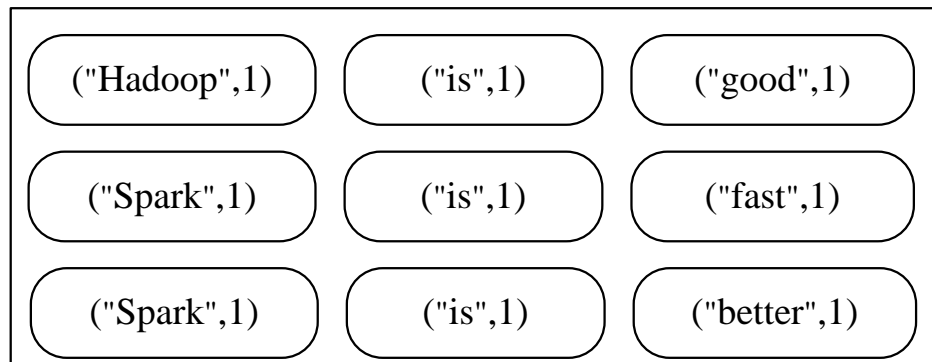 ("Hadoop",1) ("is",1) ("good",1)
("Spark",1) ("is",1) ("fast",1)
("Spark",1) ("is",1) ("better",1)